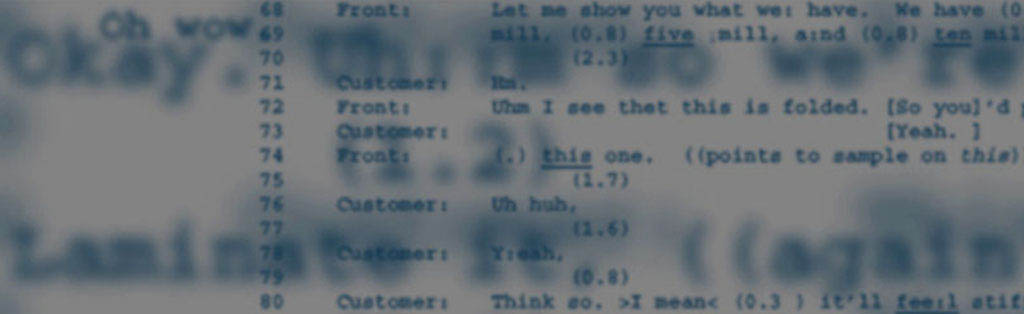 Oh wow
Okay. Uh:'m so we're
(1.2)
Laminate it. ((again
68 Front: Let me show you what we: have. We have (0
69 mill, (0.8) five :mill, a:nd (0.8) ten mil
70 (2.3)
71 Customer: Hm.
72 Front: Uhm I see thet this is folded. [So you]'d
73 Customer: [Yeah. ]
74 Front: (.) this one. ((points to sample on this)
75 (1.7)
76 Customer: Uh huh,
77 (1.6)
78 Customer: Y:eah,
79 (0.8)
80 Customer: Think so. >I mean< (0.3 ) it'll fee:l stif